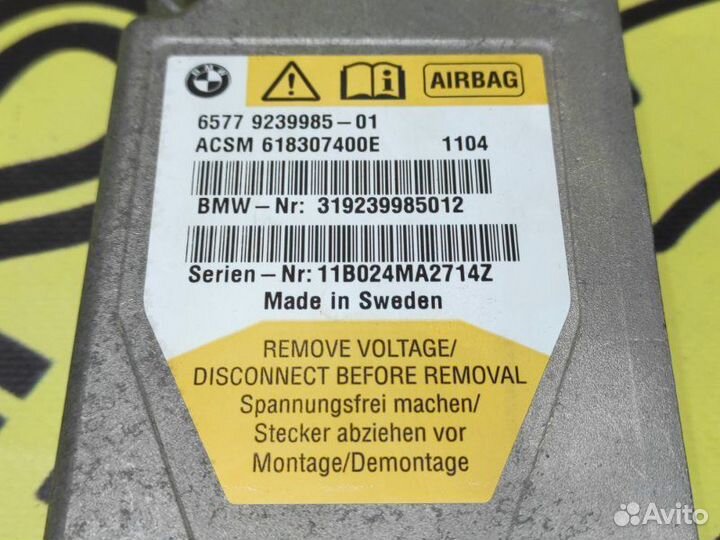 BMW
AIRBAG
6577 9239985-01
ACSM 618307400E 1104
BMW-Nr: 319239985012
Serien-Nr: 11B024MA2714Z
Made in Sweden
REMOVE VOLTAGE/
DISCONNECT BEFORE REMOVAL
Spannungsfrei machen/
Stecker abziehen vor
Montage/Demontage
Avito